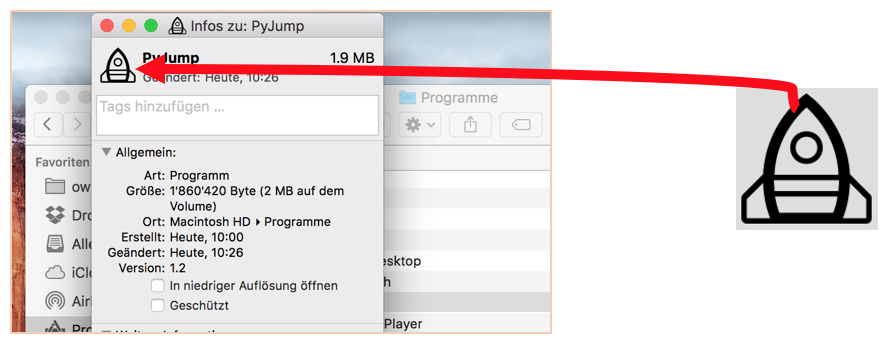 Infos zu: PyJump
PyJump 1.9 MB
Geändert: Heute, 10:26
Tags hinzufügen ...
Programme
Favoriten
ow
Dro
Alle
iClo
AirD
Pro
Allgemein:
Art: Programm
Größe: 1'860'420 Byte (2 MB auf dem
Volume)
Ort: Macintosh HD ▸ Programme
Erstellt: Heute, 10:00
Geändert: Heute, 10:26
Version: 1.2
In niedriger Auflösung öffnen
Geschützt
esktop
h
Player